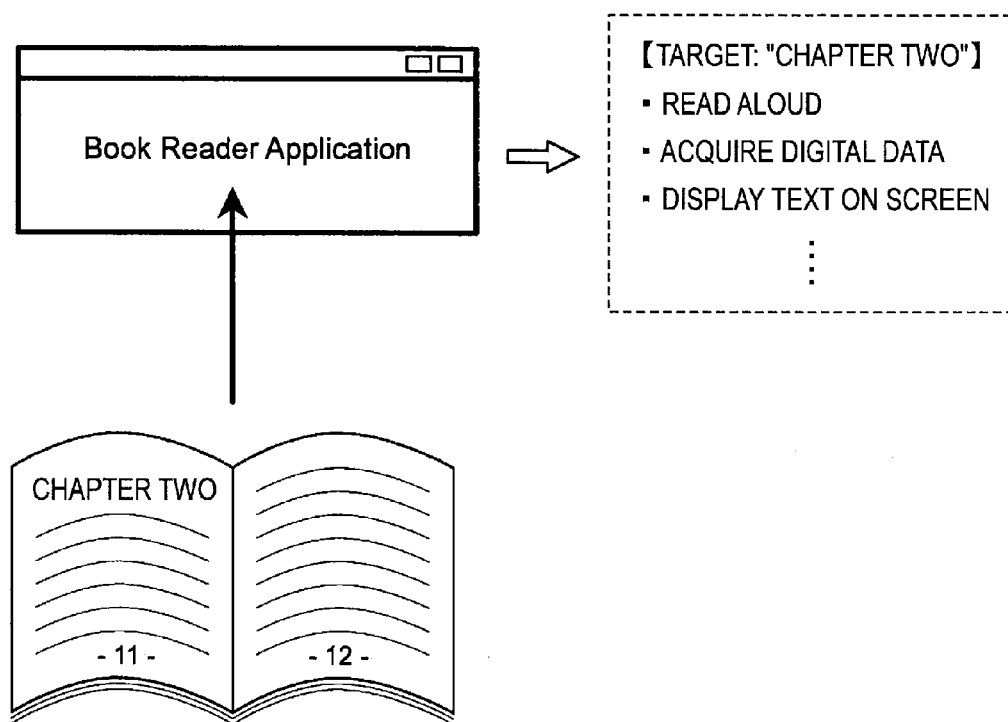 Book Reader Application
【TARGET: "CHAPTER TWO"】
・READ ALOUD
・ACQUIRE DIGITAL DATA
・DISPLAY TEXT ON SCREEN
CHAPTER TWO
- 11 -
- 12 -